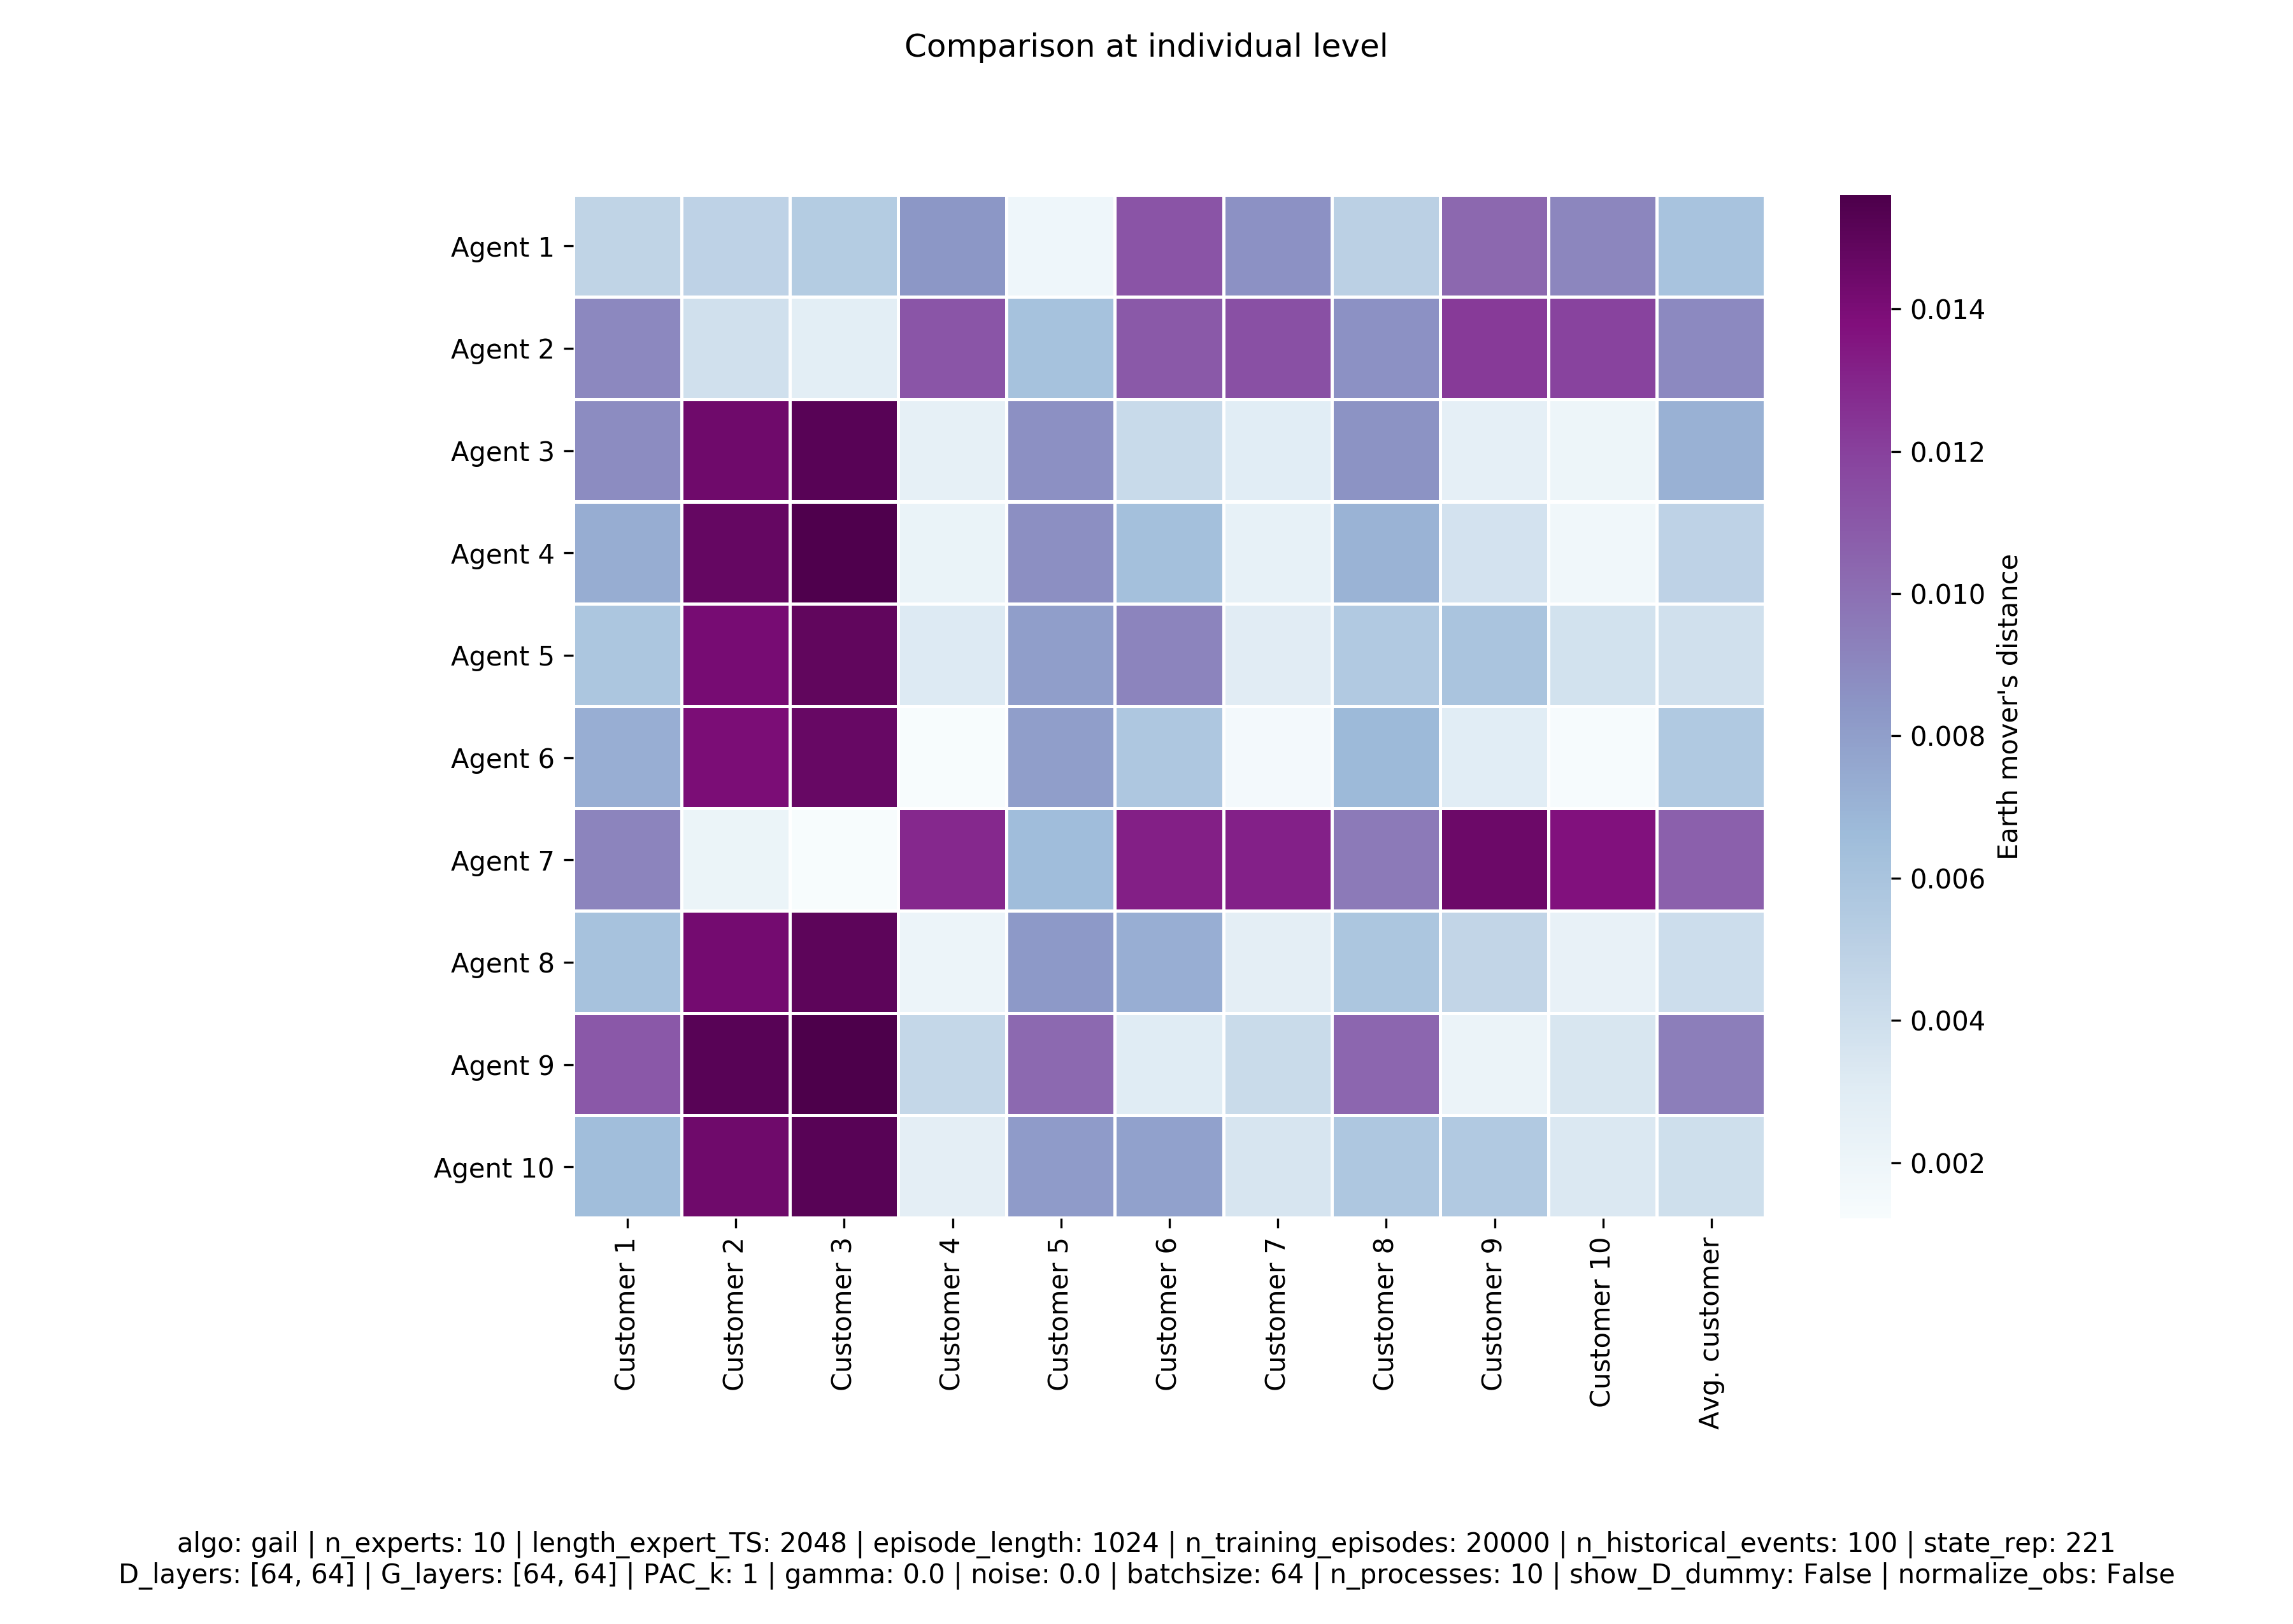 Comparison at individual level
Agent 1
Agent 2
Agent 3
Agent 4
Agent 5
Agent 6
Agent 7
Agent 8
Agent 9
Agent 10
Customer 1
Customer 2
Customer 3
Customer 4
Customer 5
Customer 6
Customer 7
Customer 8
Customer 9
Customer 10
Avg. customer
0.014
0.012
0.010
0.008
0.006
0.004
0.002
Earth mover's distance
algo: gail | n_experts: 10 | length_expert_TS: 2048 | episode_length: 1024 | n_training_episodes: 20000 | n_historical_events: 100 | state_rep: 221
D_layers: [64, 64] | G_layers: [64, 64] | PAC_k: 1 | gamma: 0.0 | noise: 0.0 | batchsize: 64 | n_processes: 10 | show_D_dummy: False | normalize_obs: False